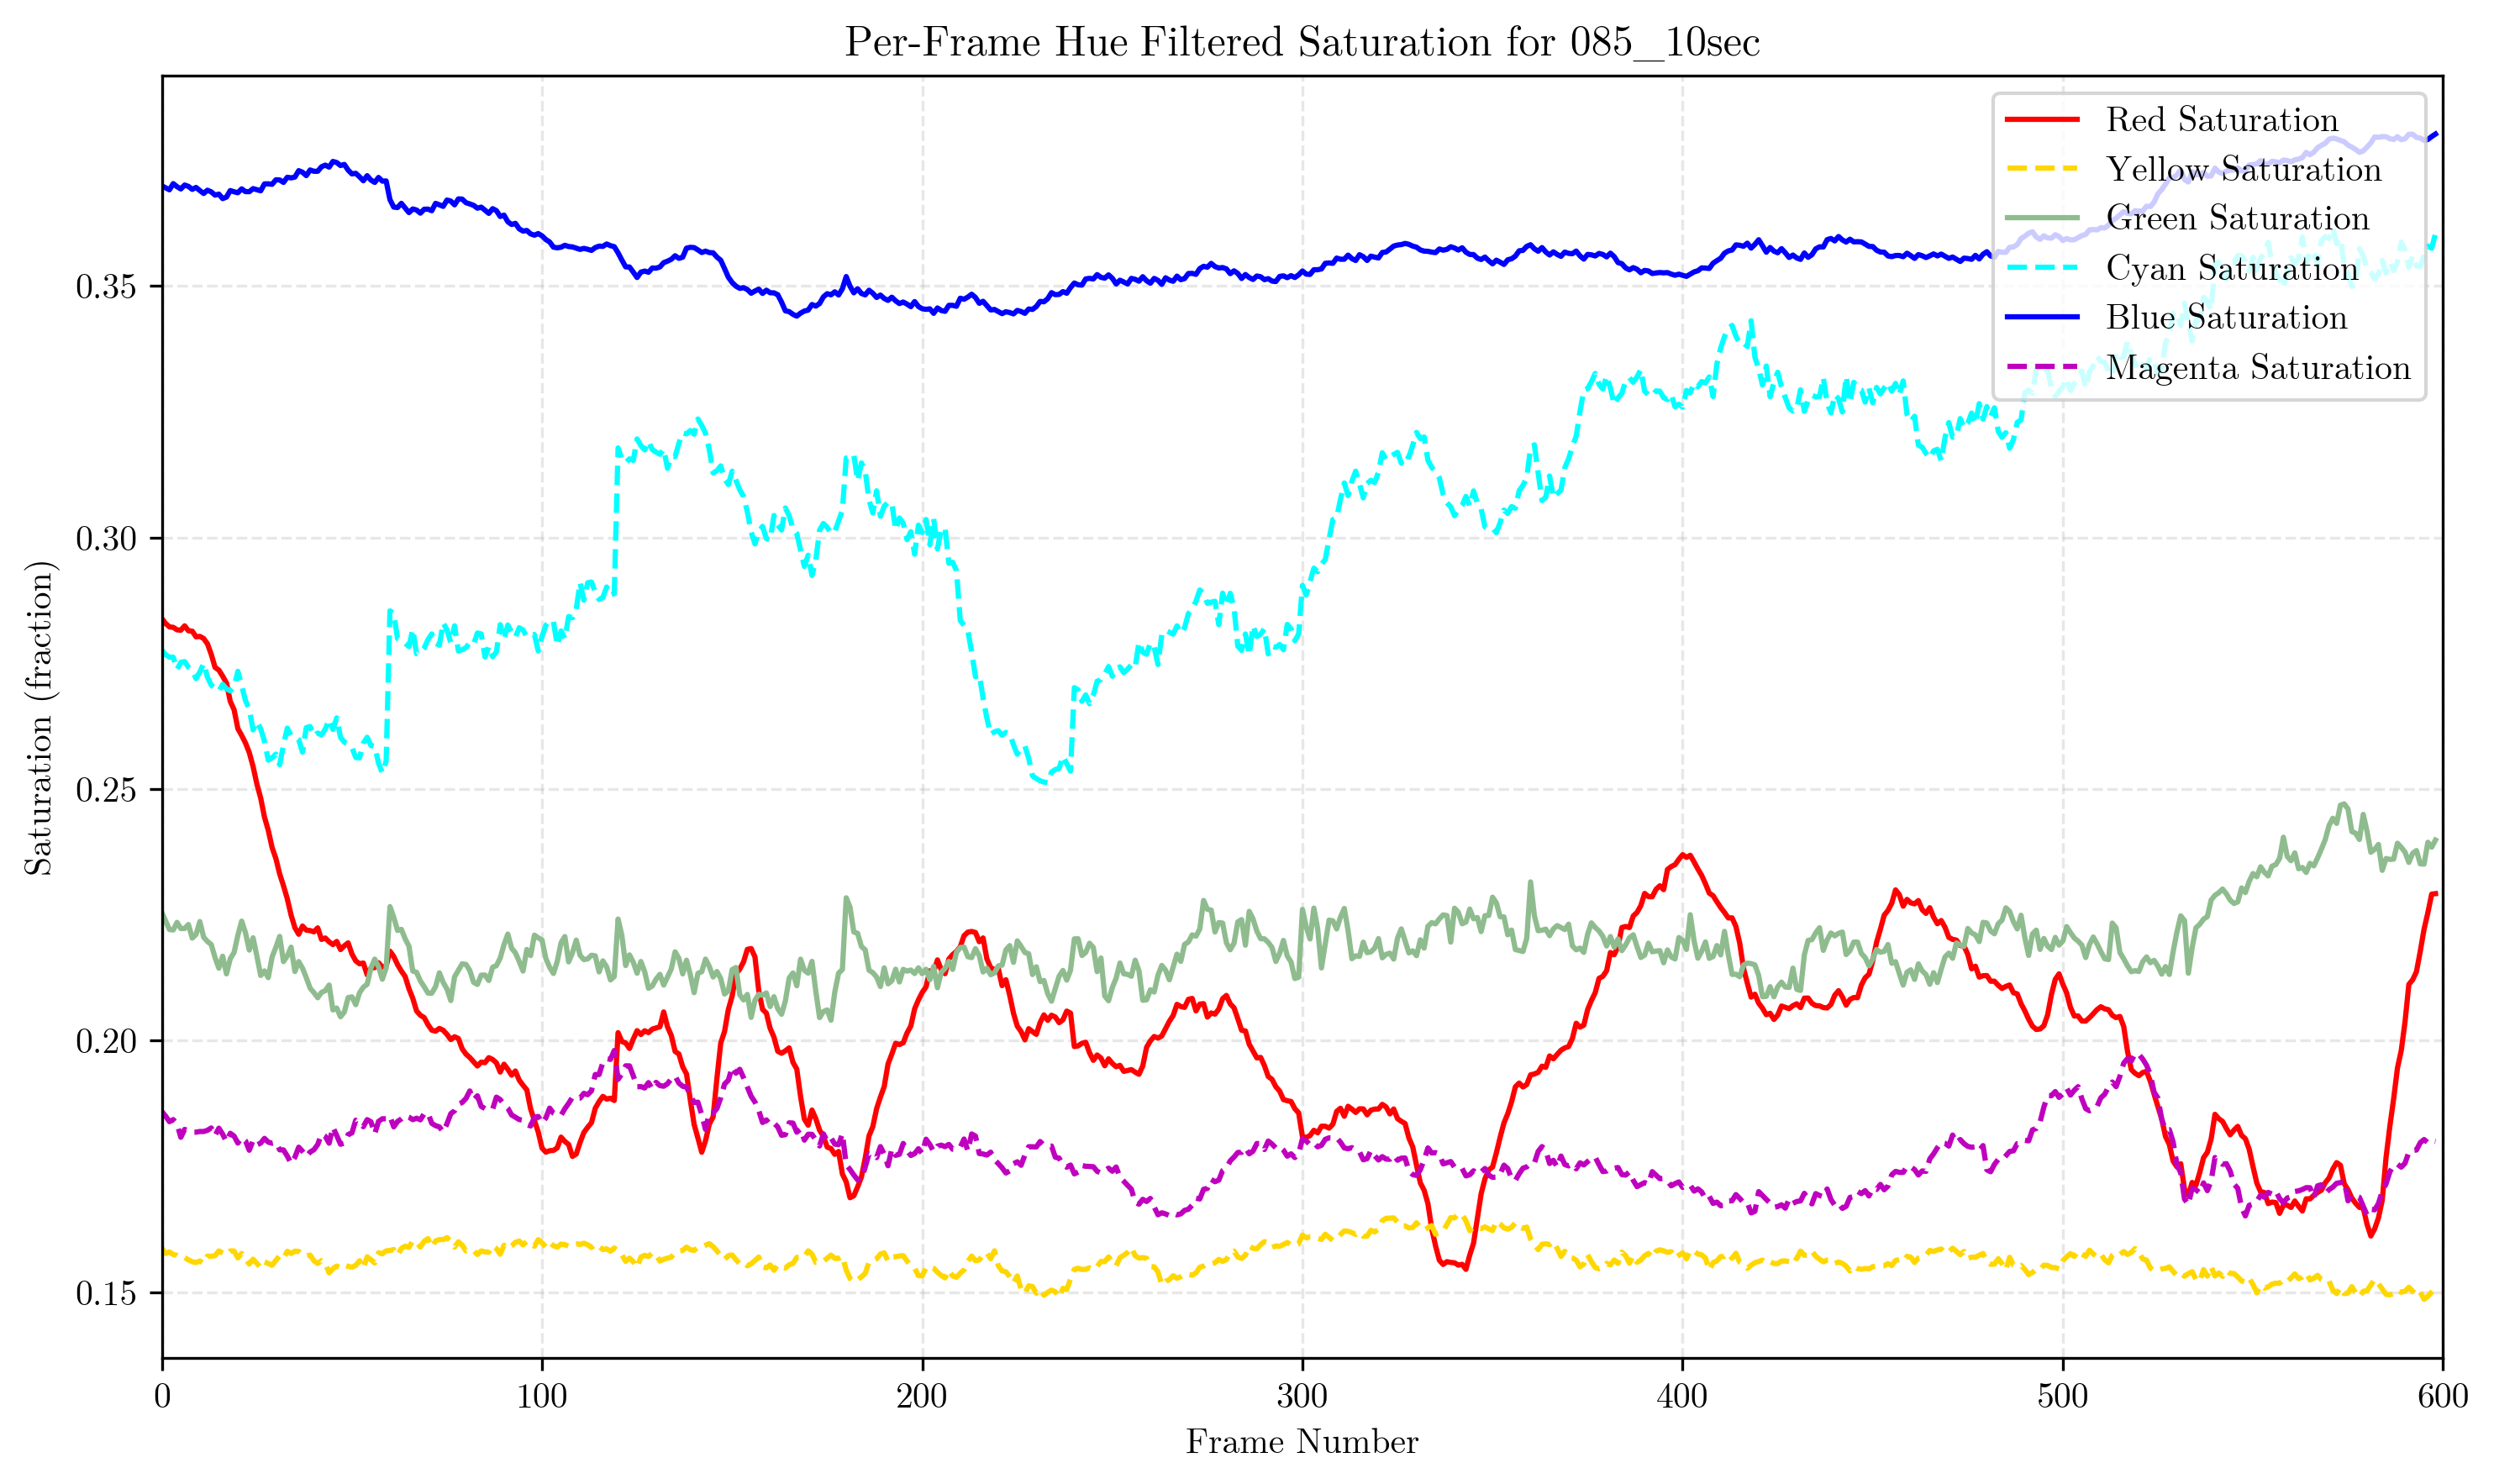 Per-Frame Hue Filtered Saturation for 085__10sec
Red Saturation
Yellow Saturation
Green Saturation
Cyan Saturation
Blue Saturation
Magenta Saturation
Saturation (fraction)
0.35
0.30
0.25
0.20
0.15
0 100 200 300 400 500 600
Frame Number